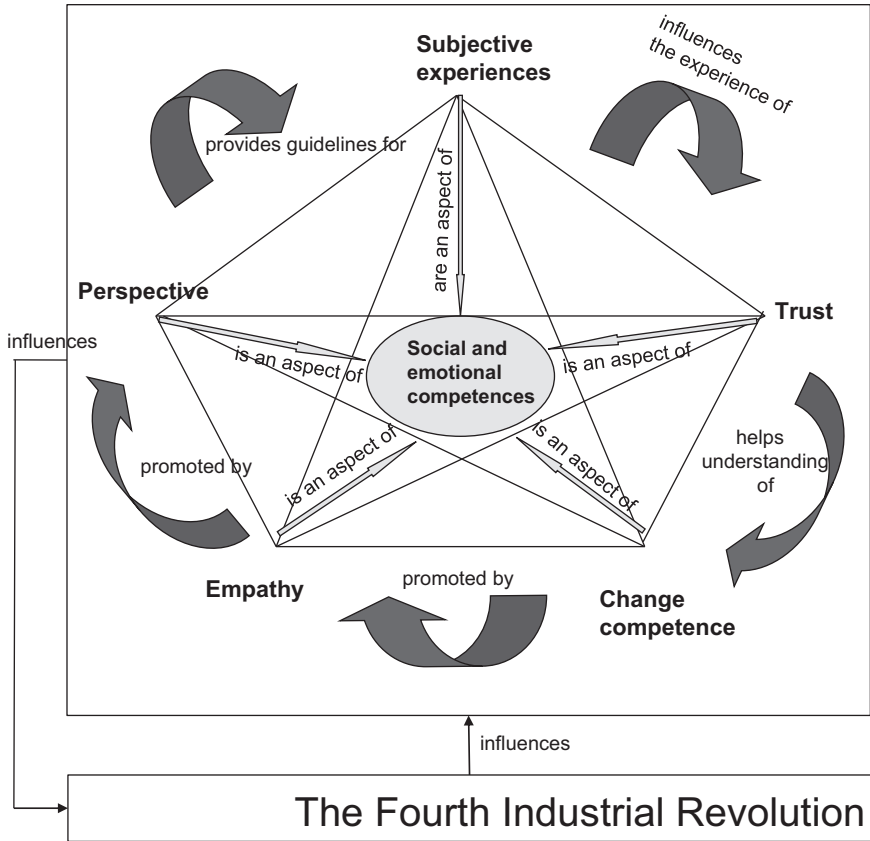 Subjective
experiences
influences
the experience of
provides guidelines for
are an aspect of
Perspective
Trust
influences
is an aspect of
Social and
emotional
competences
is an aspect of
helps
understanding
of
promoted by
is an aspect of
is an aspect of
Empathy
promoted by
Change
competence
influences
The Fourth Industrial Revolution